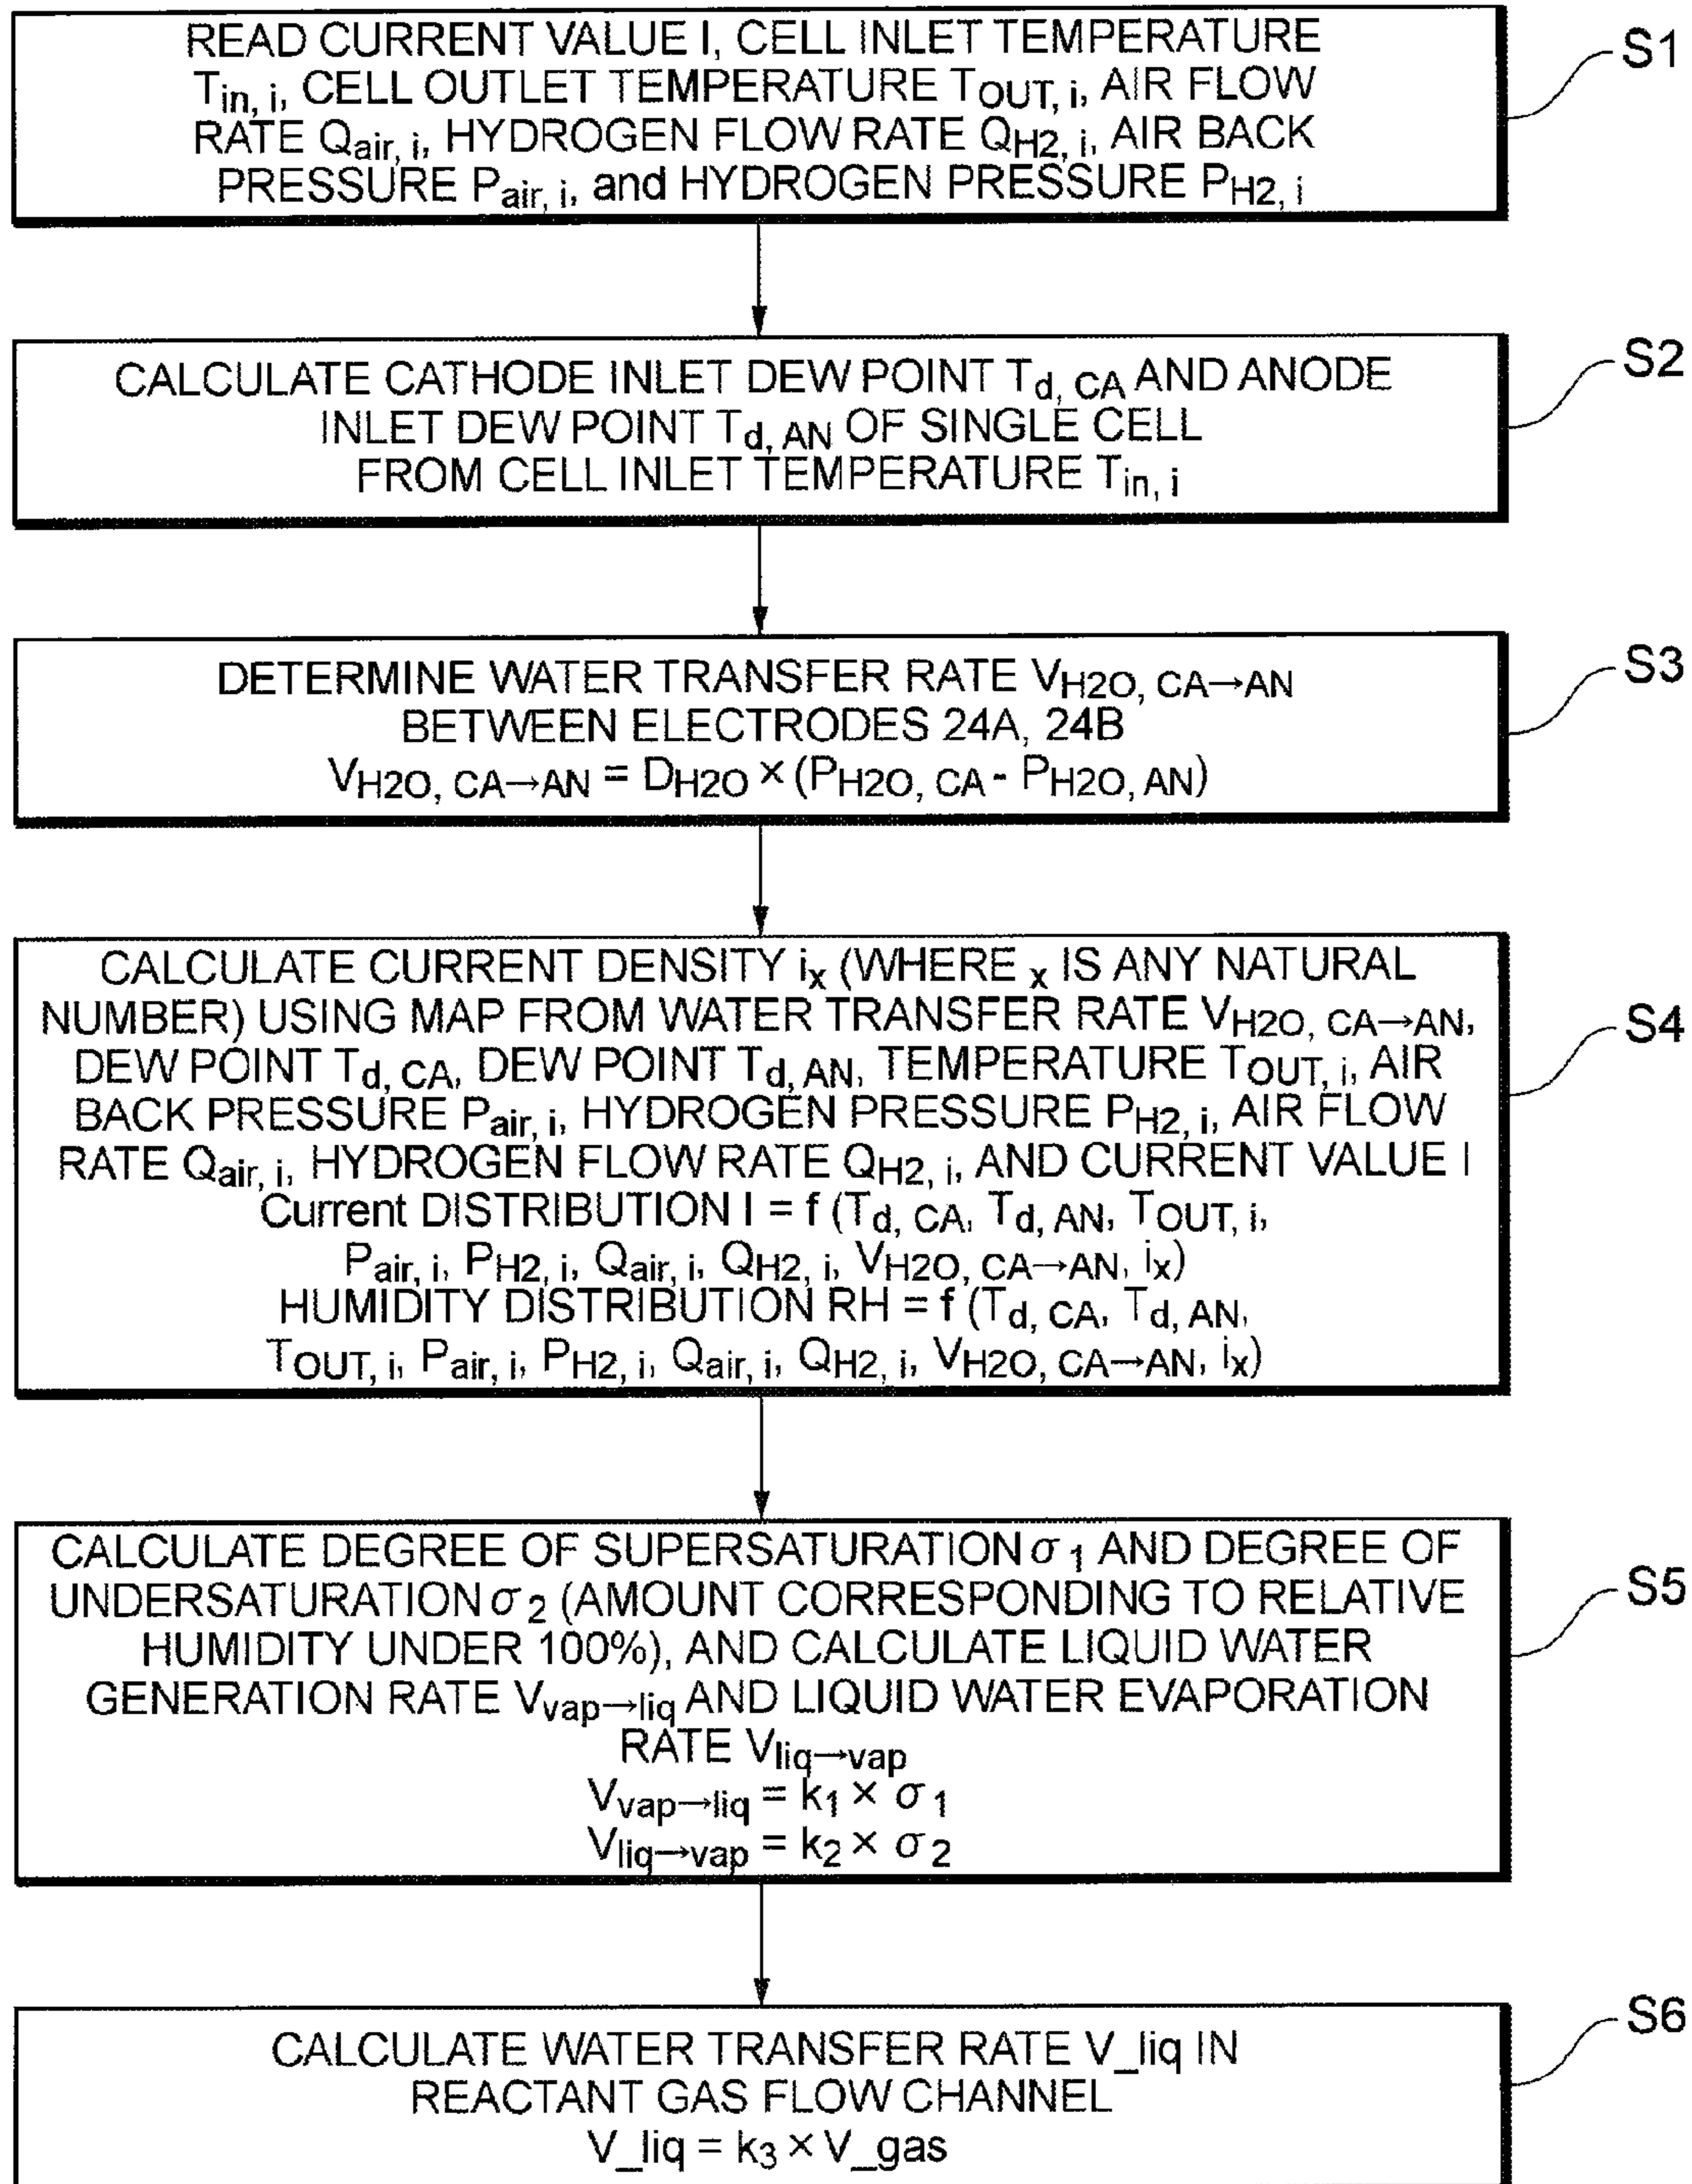 READ CURRENT VALUE I, CELL INLET TEMPERATURE
Tin, i, CELL OUTLET TEMPERATURE TOUT, i, AIR FLOW
RATE Qair, i, HYDROGEN FLOW RATE QH2, i, AIR BACK
PRESSURE Pair, i, and HYDROGEN PRESSURE PH2, i
S1
CALCULATE CATHODE INLET DEW POINT Td, CA AND ANODE
INLET DEW POINT Td, AN OF SINGLE CELL
FROM CELL INLET TEMPERATURE Tin, i
S2
DETERMINE WATER TRANSFER RATE VH2O, CA→AN
BETWEEN ELECTRODES 24A, 24B
VH2O, CA→AN = DH2O × (PH2O, CA - PH2O, AN)
S3
CALCULATE CURRENT DENSITY ix (WHERE x IS ANY NATURAL
NUMBER) USING MAP FROM WATER TRANSFER RATE VH2O, CA→AN,
DEW POINT Td, CA, DEW POINT Td, AN, TEMPERATURE TOUT, i, AIR
BACK PRESSURE Pair, i, HYDROGEN PRESSURE PH2, i, AIR FLOW
RATE Qair, i, HYDROGEN FLOW RATE QH2, i, AND CURRENT VALUE I
Current DISTRIBUTION I = f (Td, CA, Td, AN, TOUT, i,
Pair, i, PH2, i, Qair, i, QH2, i, VH2O, CA→AN, ix)
HUMIDITY DISTRIBUTION RH = f (Td, CA, Td, AN,
TOUT, i, Pair, i, PH2, i, Qair, i, QH2, i, VH2O, CA→AN, ix)
S4
CALCULATE DEGREE OF SUPERSATURATION σ1 AND DEGREE OF
UNDERSATURATION σ2 (AMOUNT CORRESPONDING TO RELATIVE
HUMIDITY UNDER 100%), AND CALCULATE LIQUID WATER
GENERATION RATE Vvap→liq AND LIQUID WATER EVAPORATION
RATE Vliq→vap
Vvap→liq = k1 × σ1
Vliq→vap = k2 × σ2
S5
CALCULATE WATER TRANSFER RATE V_liq IN
REACTANT GAS FLOW CHANNEL
V_liq = k3 × V_gas
S6